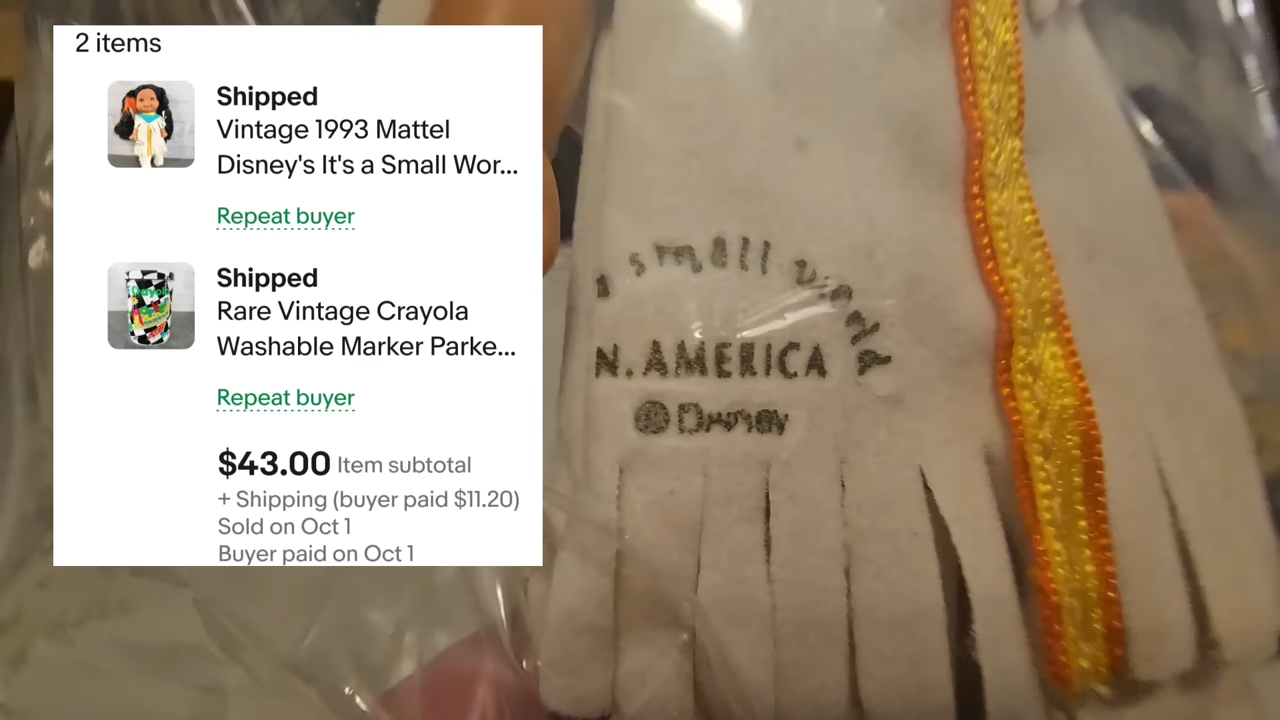 2 items
Shipped
Vintage 1993 Mattel
Disney's It's a Small Wor...
Repeat buyer
Shipped
Rare Vintage Crayola
Washable Marker Parke...
Repeat buyer
$43.00 Item subtotal
+ Shipping (buyer paid $11.20)
Sold on Oct 1
Buyer paid on Oct 1
small world
N. AMERICA
© Disney